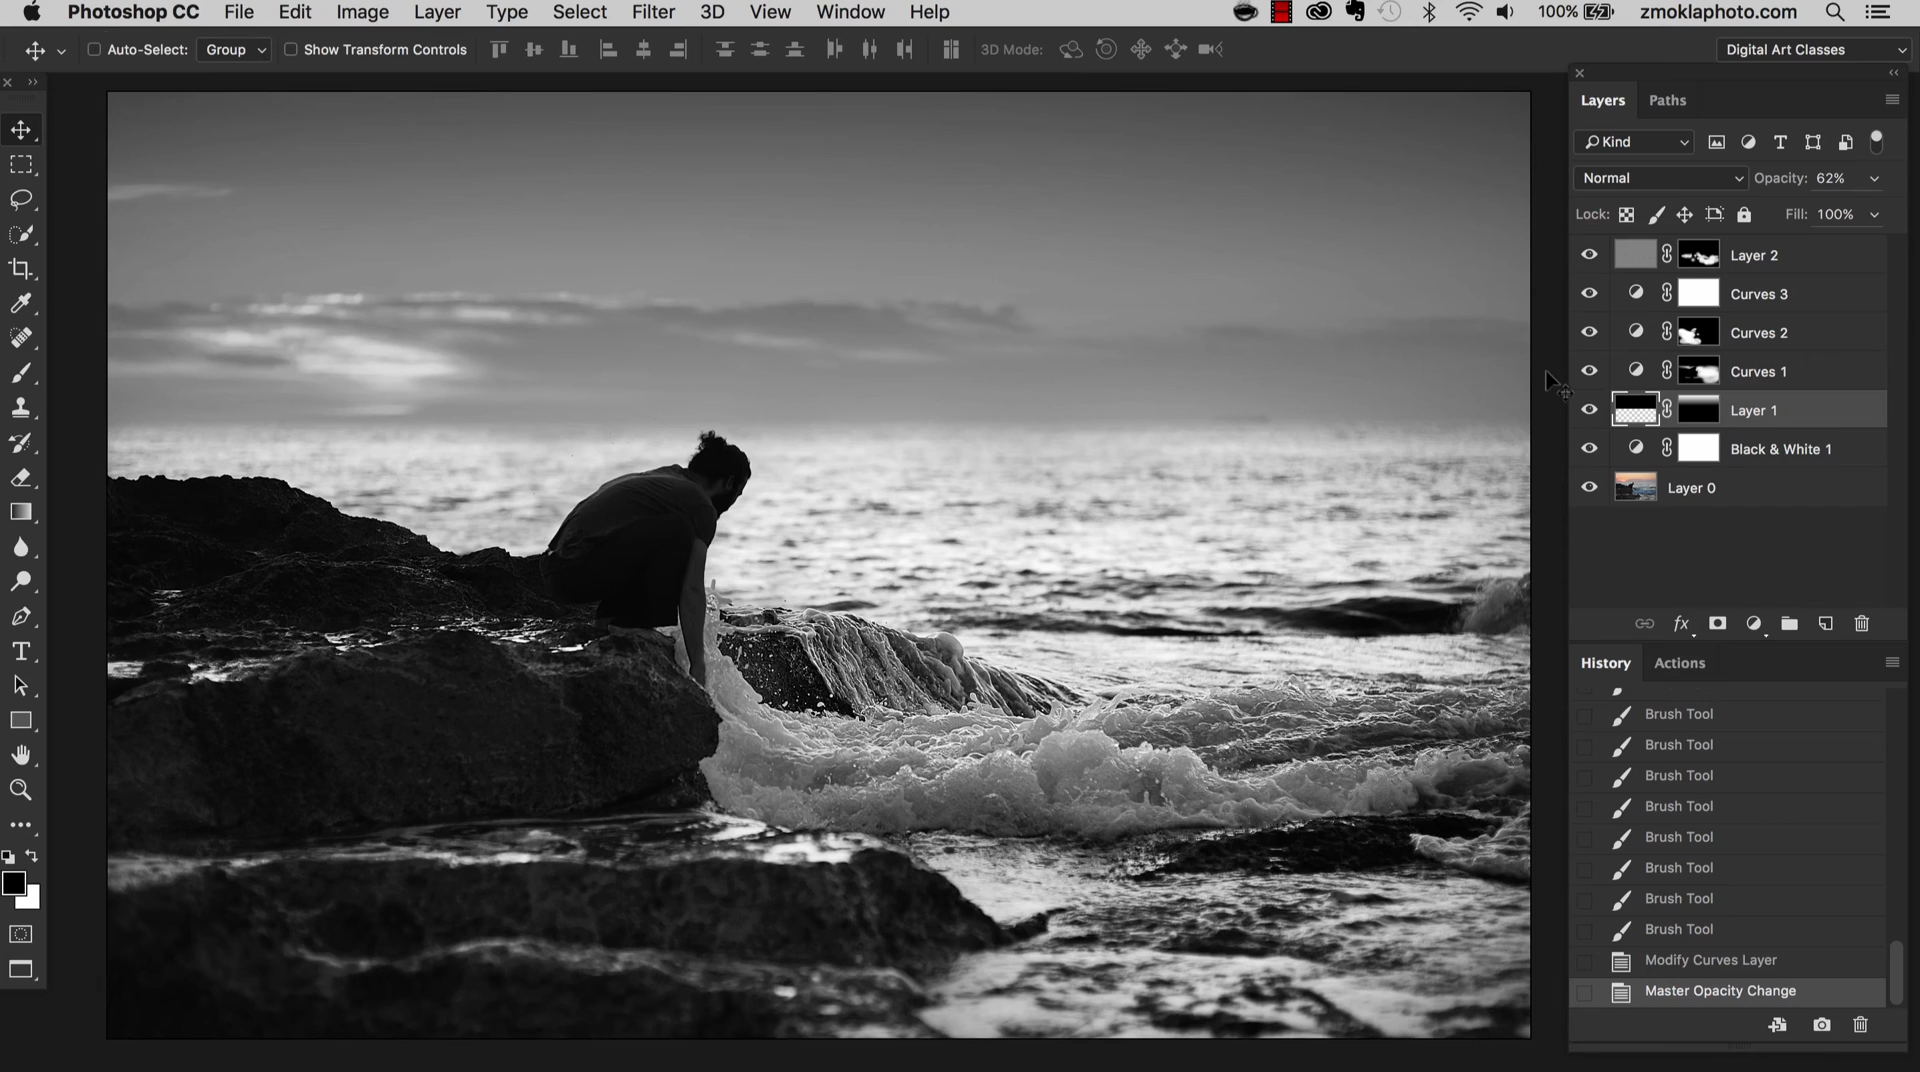 Photoshop CC File Edit Image Layer Type Select Filter 3D View Window Help 100% zmoklaphoto.com
Auto-Select: Group Show Transform Controls 3D Mode: Digital Art Classes
Layers Paths
Kind
Normal Opacity: 62%
Lock: Fill: 100%
Layer 2
Curves 3
Curves 2
Curves 1
Layer 1
Black & White 1
Layer 0
fx
History Actions
Brush Tool
Brush Tool
Brush Tool
Brush Tool
Brush Tool
Brush Tool
Brush Tool
Brush Tool
Modify Curves Layer
Master Opacity Change